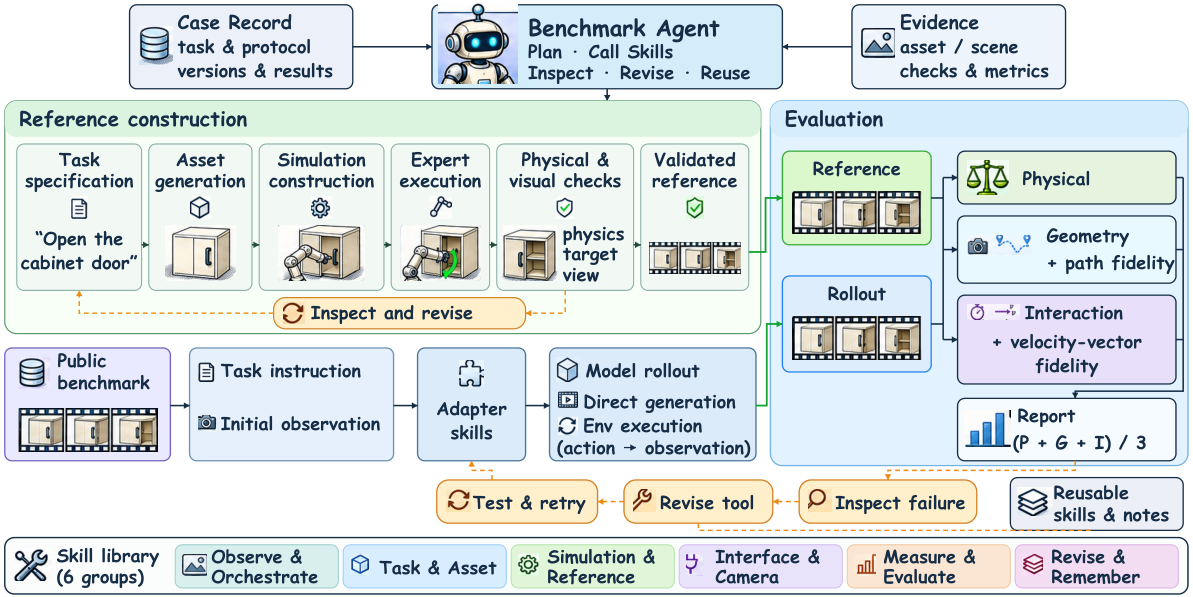 Case Record
task & protocol
versions & results
Benchmark Agent
Plan · Call Skills
Inspect · Revise · Reuse
Evidence
asset / scene
checks & metrics
Reference construction
Task
specification
“Open the
cabinet door”
Asset
generation
Simulation
construction
Expert
execution
Physical &
visual checks
physics
target
view
Validated
reference
Inspect and revise
Evaluation
Reference
Rollout
Physical
Geometry
+ path fidelity
Interaction
+ velocity-vector
fidelity
Report
(P + G + I) / 3
Public
benchmark
Task instruction
Initial observation
Adapter
skills
Model rollout
Direct generation
Env execution
(action → observation)
Test & retry
Revise tool
Inspect failure
Reusable
skills & notes
Skill library
(6 groups)
Observe &
Orchestrate
Task & Asset
Simulation &
Reference
Interface &
Camera
Measure &
Evaluate
Revise &
Remember